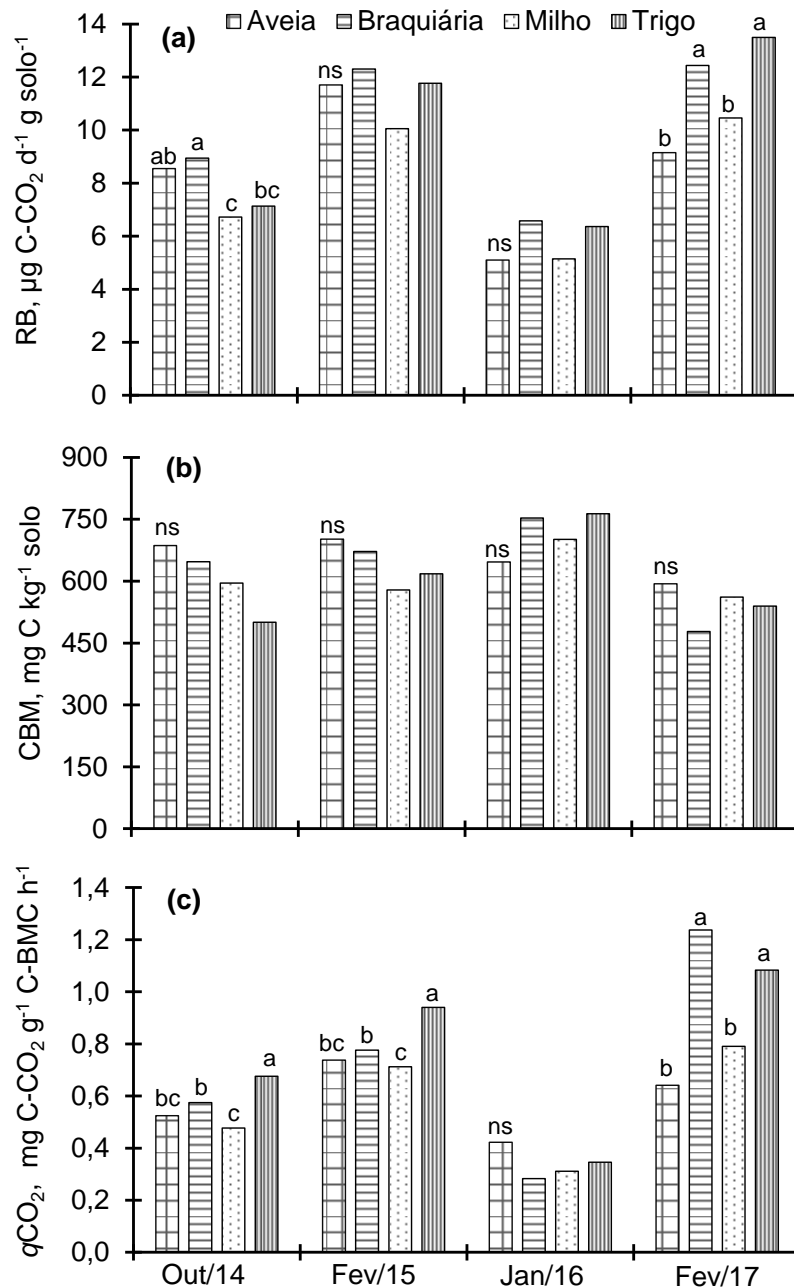 (a)
Aveia Braquiária Milho Trigo
RB, µg C-CO2 d-1 g solo-1
14
12
10
8
6
4
2
0
ab a c bc
ns
ns
b a b a
(b)
CBM, mg C kg-1 solo
900
750
600
450
300
150
0
ns
ns
ns
ns
(c)
qCO2, mg C-CO2 g-1 C-BMC h-1
1,4
1,2
1,0
0,8
0,6
0,4
0,2
0,0
bc b c a
bc b c a
ns
b a b a
Out/14 Fev/15 Jan/16 Fev/17